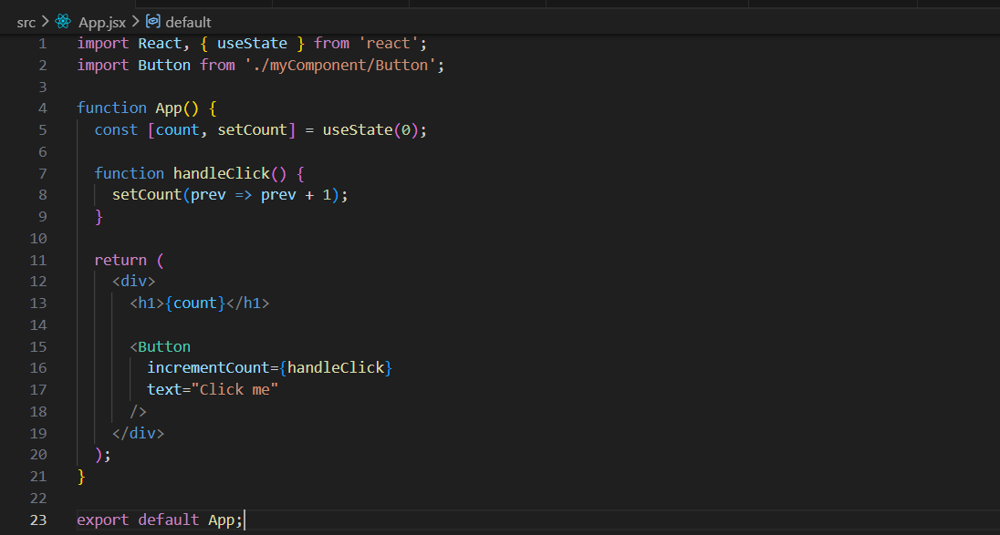 src > App.jsx > default
1 import React, { useState } from 'react';
2 import Button from './myComponent/Button';
3
4 function App() {
5   const [count, setCount] = useState(0);
6
7   function handleClick() {
8     setCount(prev => prev + 1);
9   }
10
11   return (
12     <div>
13       <h1>{count}</h1>
14
15       <Button
16         incrementCount={handleClick}
17         text="Click me"
18       />
19     </div>
20   );
21 }
22
23 export default App;